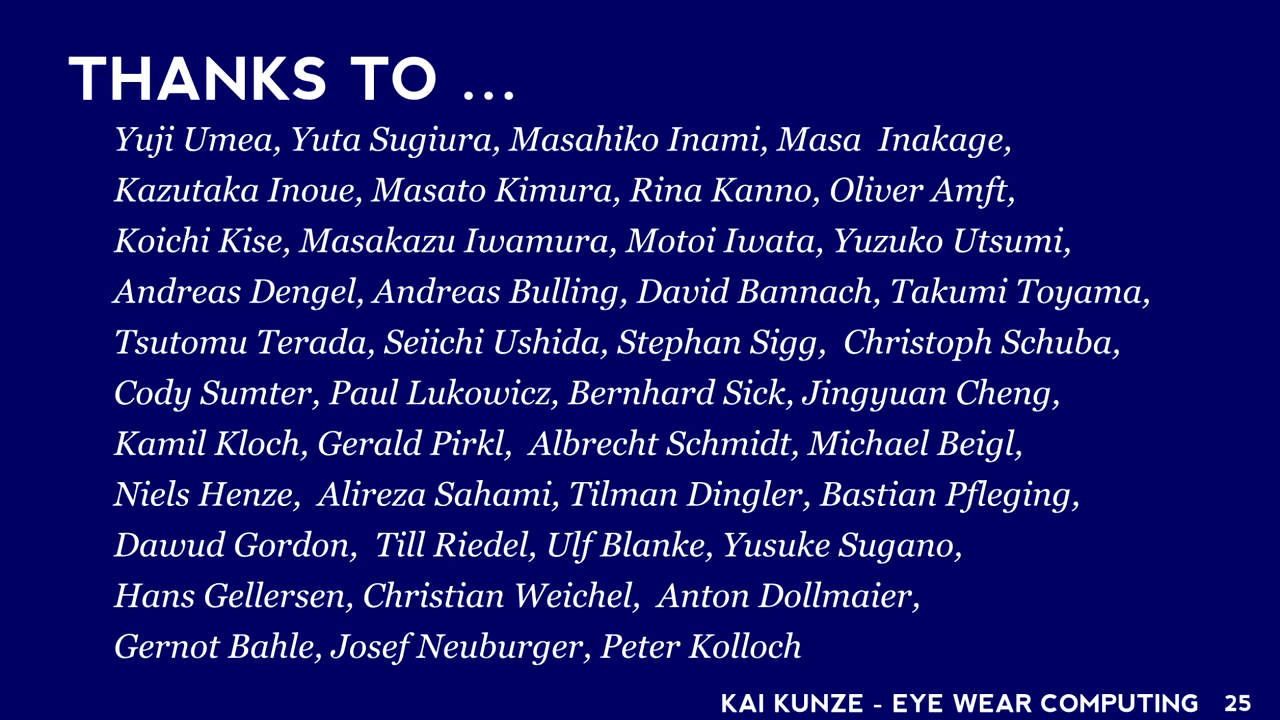 THANKS TO ...
Yuji Umea, Yuta Sugiura, Masahiko Inami, Masa  Inakage,
Kazutaka Inoue, Masato Kimura, Rina Kanno, Oliver Amft,
Koichi Kise, Masakazu Iwamura, Motoi Iwata, Yuzuko Utsumi,
Andreas Dengel, Andreas Bulling, David Bannach, Takumi Toyama,
Tsutomu Terada, Seiichi Ushida, Stephan Sigg,  Christoph Schuba,
Cody Sumter, Paul Lukowicz, Bernhard Sick, Jingyuan Cheng,
Kamil Kloch, Gerald Pirkl,  Albrecht Schmidt, Michael Beigl,
Niels Henze,  Alireza Sahami, Tilman Dingler, Bastian Pfleging,
Dawud Gordon,  Till Riedel, Ulf Blanke, Yusuke Sugano,
Hans Gellersen, Christian Weichel,  Anton Dollmaier,
Gernot Bahle, Josef Neuburger, Peter Kolloch
KAI KUNZE - EYE WEAR COMPUTING 25